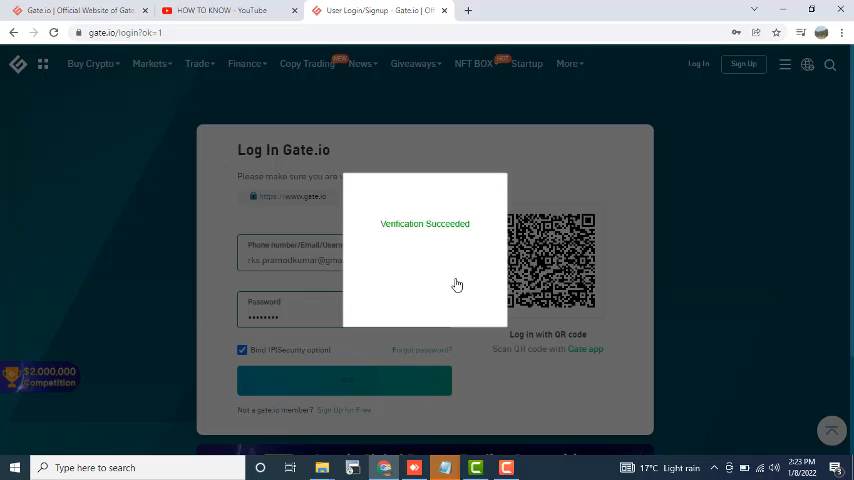 Gate.io | Official Website of Gate.
HOW TO KNOW - YouTube
User Login/Signup - Gate.io | Offi
gate.io/login?ok=1
Buy Crypto Markets Trade Finance Copy Trading NEW News Giveaways NFT BOX HOT Startup More Log In Sign Up
Log In Gate.io
Please make sure you are v
https://www.gate.io
Verification Succeeded
Phone number/Email/Usern
rks.pramodkumar@gma
Password
••••••••
Log in with QR code
Scan QR code with Gate app
Bind IP(Security option) Forgot password?
$2,000,000
Competition
Not a gate.io member? Sign Up for Free
Type here to search
17°C Light rain
2:23 PM
1/8/2022
3